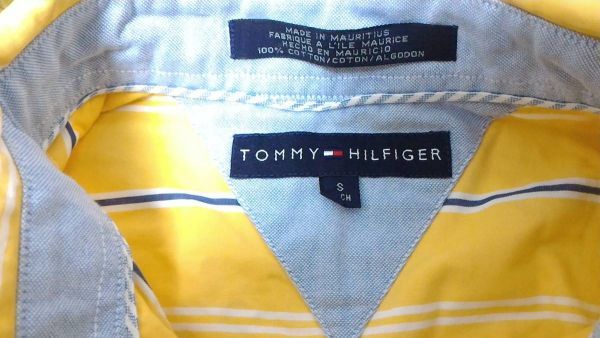 MADE IN MAURITIUS
FABRIQUE A L'ILE MAURICE
HECHO EN MAURICIO
100% COTTON/COTON/ALGODON
TOMMY HILFIGER
S
CH